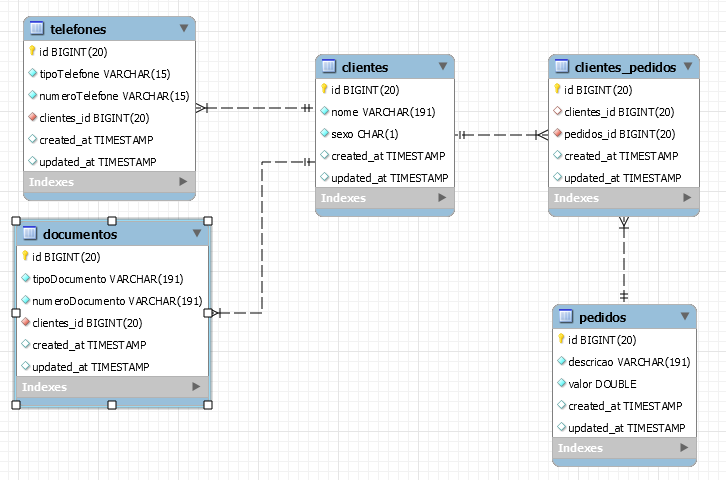 telefones
id BIGINT(20)
tipoTelefone VARCHAR(15)
numeroTelefone VARCHAR(15)
clientes_id BIGINT(20)
created_at TIMESTAMP
updated_at TIMESTAMP
Indexes
clientes
id BIGINT(20)
nome VARCHAR(191)
sexo CHAR(1)
created_at TIMESTAMP
updated_at TIMESTAMP
Indexes
clientes_pedidos
id BIGINT(20)
clientes_id BIGINT(20)
pedidos_id BIGINT(20)
created_at TIMESTAMP
updated_at TIMESTAMP
Indexes
documentos
id BIGINT(20)
tipoDocumento VARCHAR(191)
numeroDocumento VARCHAR(191)
clientes_id BIGINT(20)
created_at TIMESTAMP
updated_at TIMESTAMP
Indexes
pedidos
id BIGINT(20)
descricao VARCHAR(191)
valor DOUBLE
created_at TIMESTAMP
updated_at TIMESTAMP
Indexes